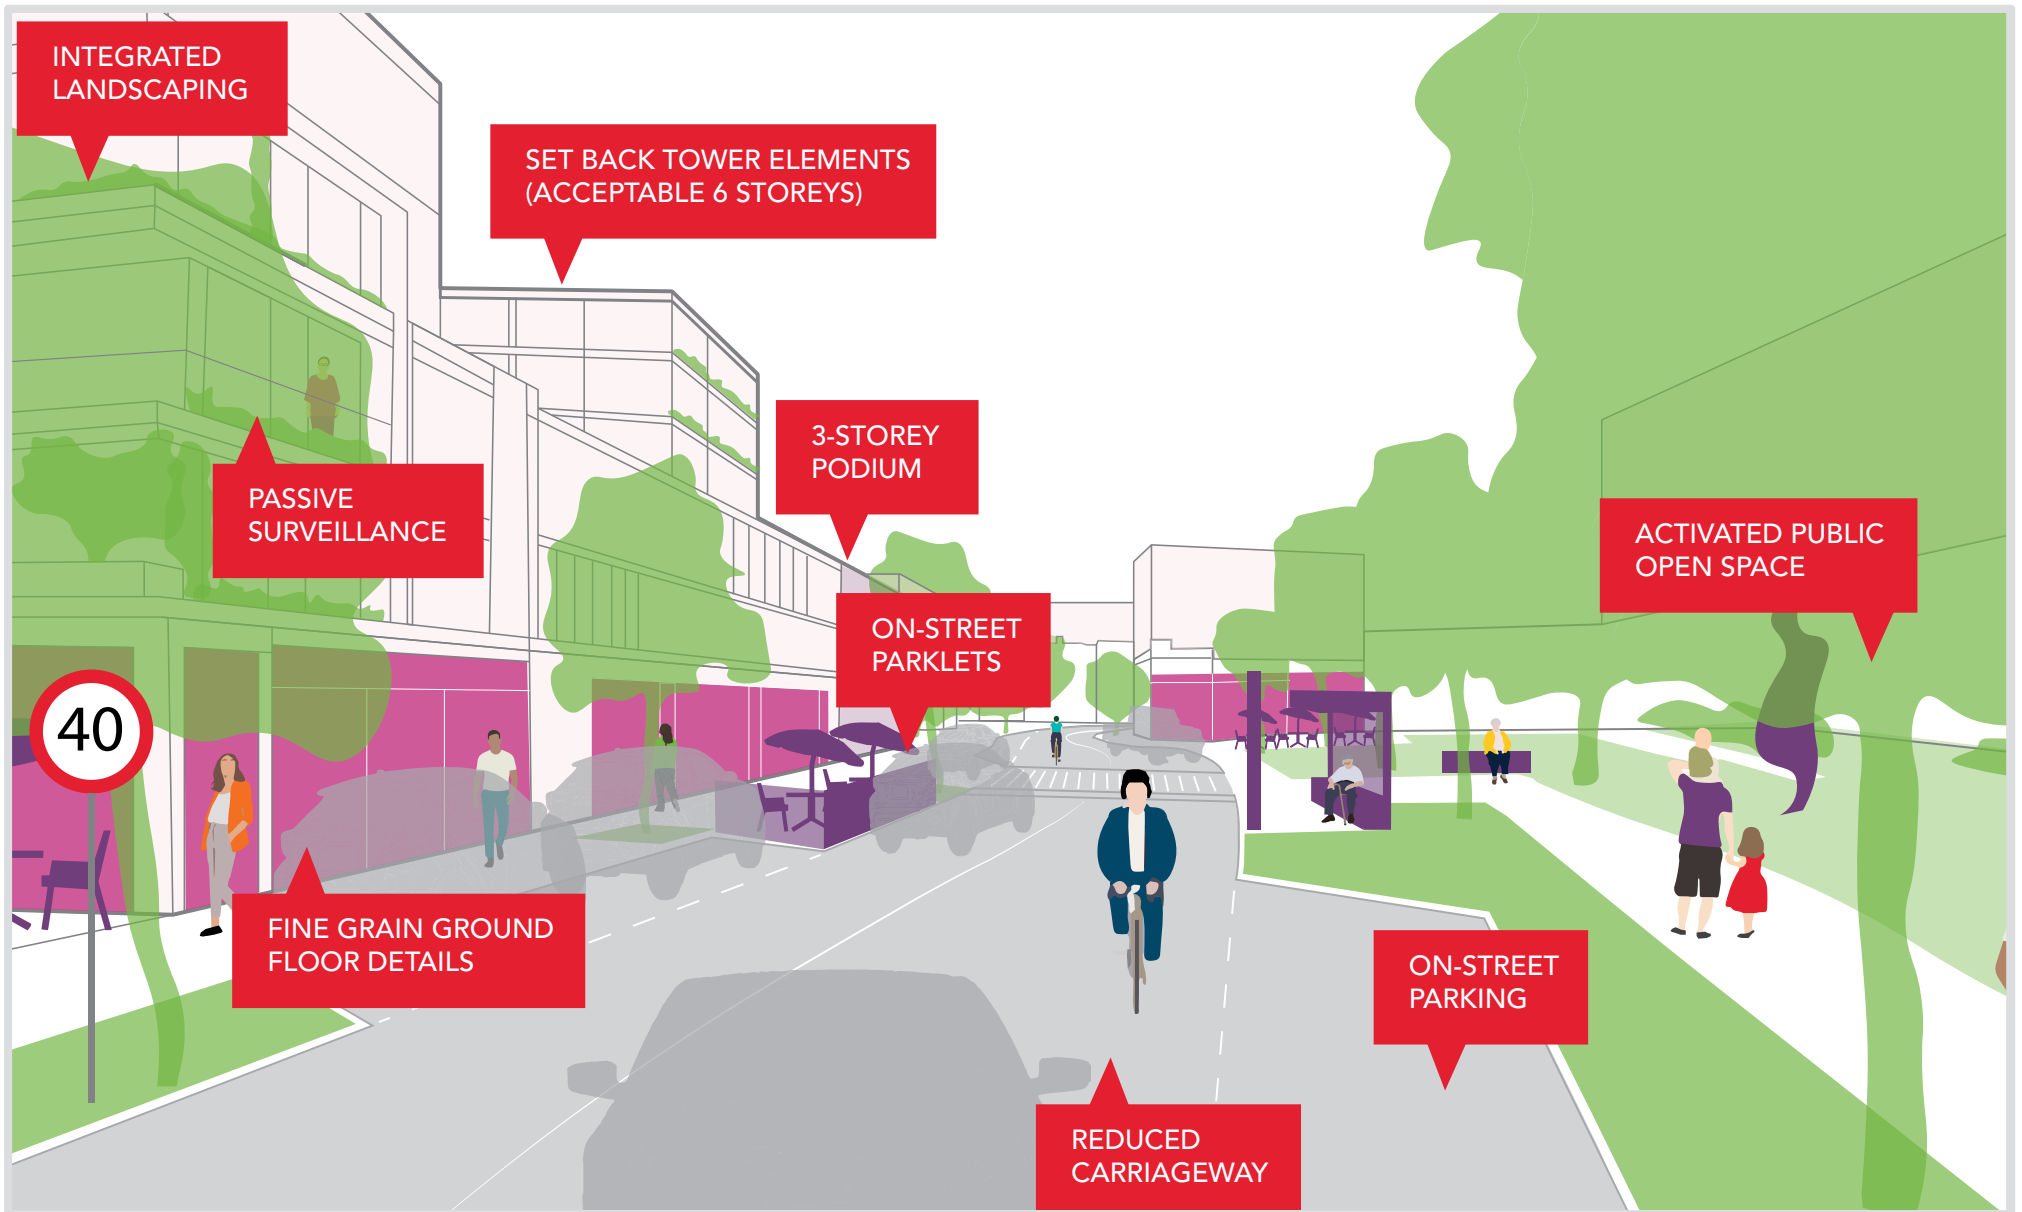 INTEGRATED
LANDSCAPING
SET BACK TOWER ELEMENTS
(ACCEPTABLE 6 STOREYS)
3-STOREY
PODIUM
PASSIVE
SURVEILLANCE
ACTIVATED PUBLIC
OPEN SPACE
ON-STREET
PARKLETS
40
FINE GRAIN GROUND
FLOOR DETAILS
ON-STREET
PARKING
REDUCED
CARRIAGEWAY